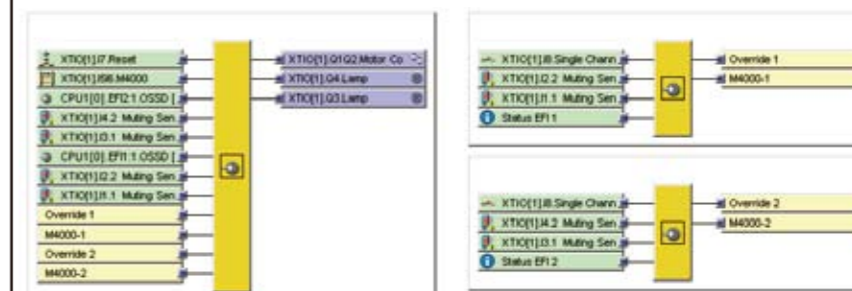 XTIO[1].I7.Reset
XTIO[1].I5I6.M4000
CPU1[0].EFI2:1 OSSD [
XTIO[1].I4.2 Muting Sen
XTIO[1].I3.1 Muting Sen
CPU1[0].EFI1:1 OSSD [
XTIO[1].I2.2 Muting Sen
XTIO[1].I1.1 Muting Sen
Override 1
M4000-1
Override 2
M4000-2
XTIO[1].Q1Q2.Motor Co
XTIO[1].Q4.Lamp
XTIO[1].Q3.Lamp
XTIO[1].I8.Single Chann
XTIO[1].I2.2 Muting Sen
XTIO[1].I1.1 Muting Sen
Status EFI 1
Override 1
M4000-1
XTIO[1].I8.Single Chann
XTIO[1].I4.2 Muting Sen
XTIO[1].I3.1 Muting Sen
Status EFI 2
Override 2
M4000-2